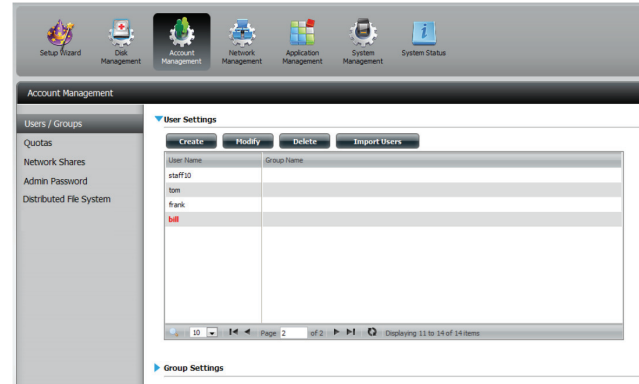 Setup Wizard
Disk Management
Account Management
Network Management
Application Management
System Management
System Status
Account Management
Users / Groups
Quotas
Network Shares
Admin Password
Distributed File System
User Settings
Create Modify Delete Import Users
User Name Group Name
staff10
tom
frank
bill
10 Page 2 of 2 Displaying 11 to 14 of 14 items
Group Settings